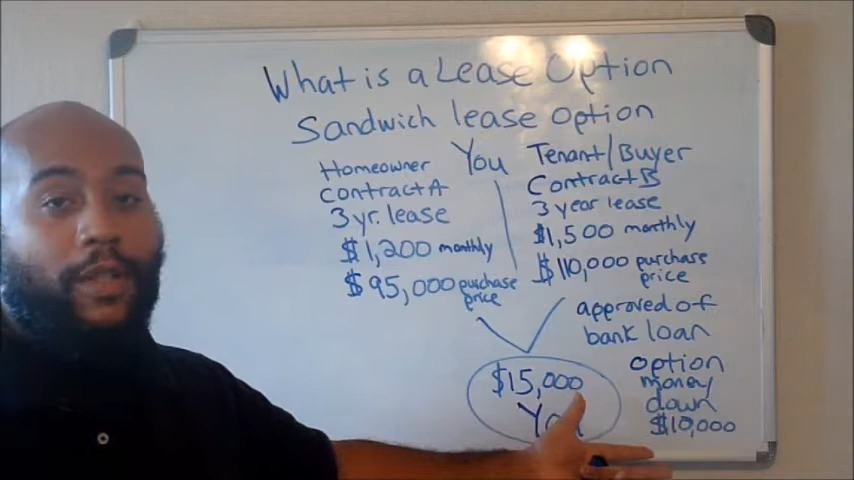 What is a Lease Option
Sandwich lease option
Homeowner
Contract A
3 yr. lease
$1,200 monthly
$95,000 purchase
price
You
Tenant/Buyer
Contract B
3 year lease
$1,500 monthly
$110,000 purchase
price
approved of
bank loan
$15,000
You
option
money
down
$10,000